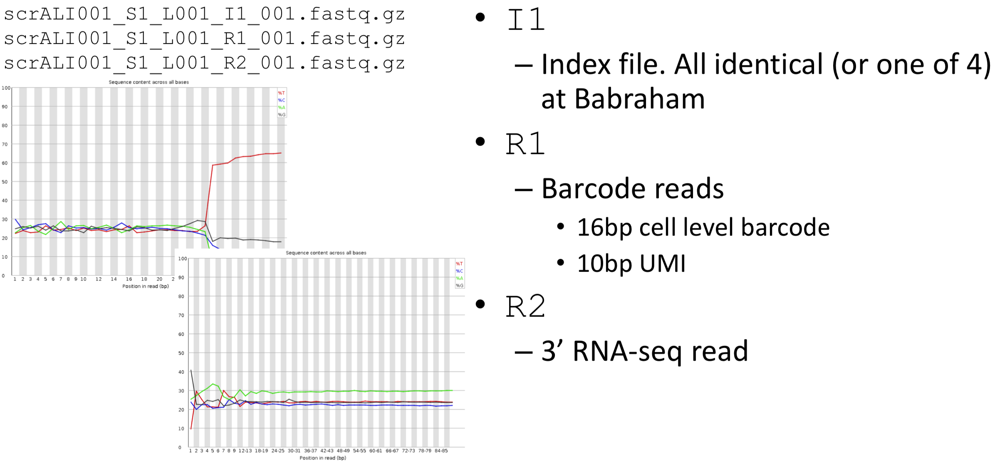 scrALI001_S1_L001_I1_001.fastq.gz
scrALI001_S1_L001_R1_001.fastq.gz
scrALI001_S1_L001_R2_001.fastq.gz
Sequence content across all bases
100
90
80
70
60
50
40
30
20
10
0
%T
%C
%A
%G
1 2 3 4 5 6 7 8 9 10 12 14 16 18 20 2
Position in read (bp)
Sequence content across all bases
100
90
80
70
60
50
40
30
20
10
0
%T
%C
%A
%G
1 2 3 4 5 6 7 8 9 12-13 18-19 24-25 30-31 36-37 42-43 48-49 54-55 60-61 66-67 72-73 78-79 84-85
Position in read (bp)
• I1
– Index file. All identical (or one of 4)
at Babraham
• R1
– Barcode reads
• 16bp cell level barcode
• 10bp UMI
• R2
– 3’ RNA-seq read